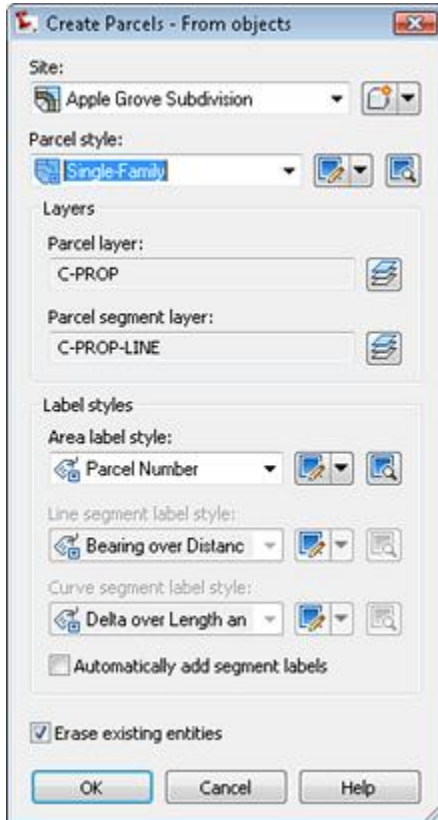 Create Parcels - From objects
Site:
Apple Grove Subdivision
Parcel style:
Single-Family
Layers
Parcel layer:
C-PROP
Parcel segment layer:
C-PROP-LINE
Label styles
Area label style:
Parcel Number
Line segment label style:
Bearing over Distanc
Curve segment label style:
Delta over Length an
Automatically add segment labels
Erase existing entities
OK Cancel Help